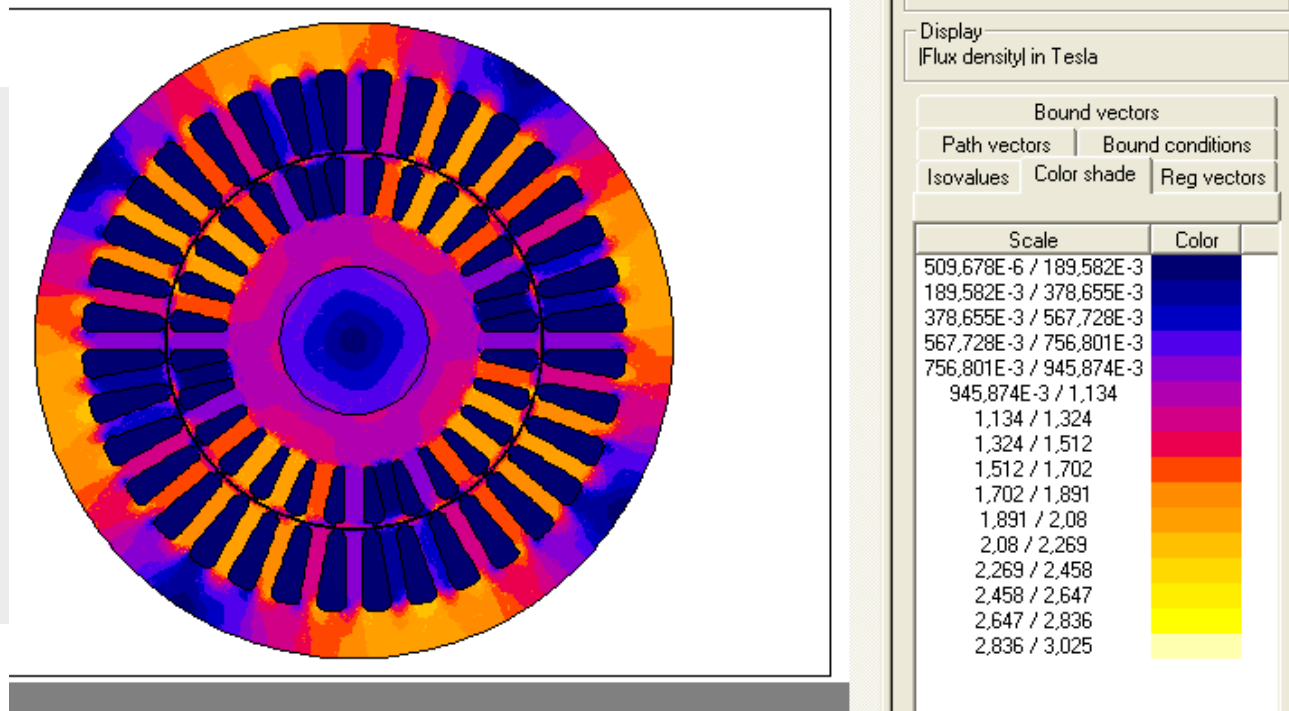 Display
|Flux density| in Tesla
Bound vectors
Path vectors Bound conditions
Isovalues Color shade Reg vectors
Scale Color
509,678E-6 / 189,582E-3
189,582E-3 / 378,655E-3
378,655E-3 / 567,728E-3
567,728E-3 / 756,801E-3
756,801E-3 / 945,874E-3
945,874E-3 / 1,134
1,134 / 1,324
1,324 / 1,512
1,512 / 1,702
1,702 / 1,891
1,891 / 2,08
2,08 / 2,269
2,269 / 2,458
2,458 / 2,647
2,647 / 2,836
2,836 / 3,025